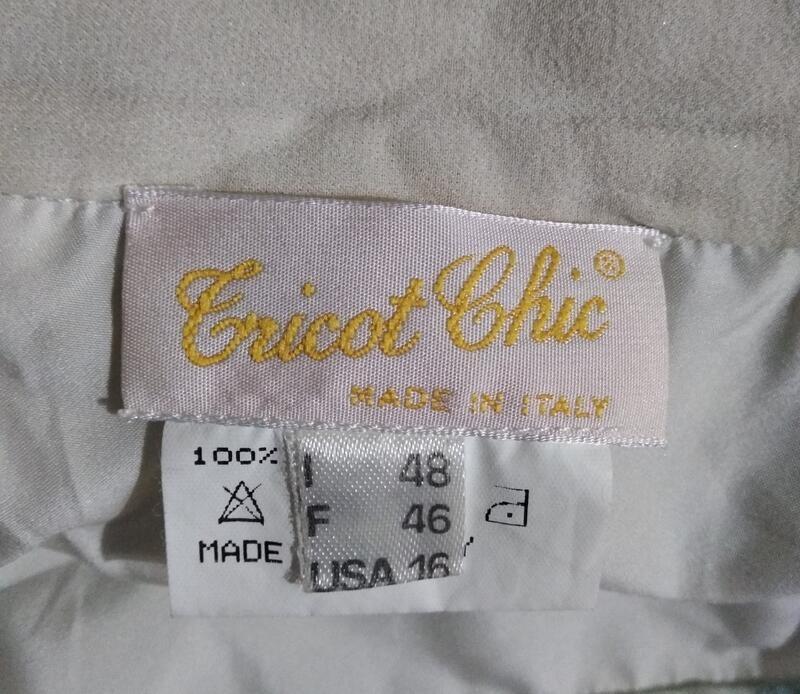 Tricot Chic®
MADE IN ITALY
100%
I 48
F 46
USA 16
MADE